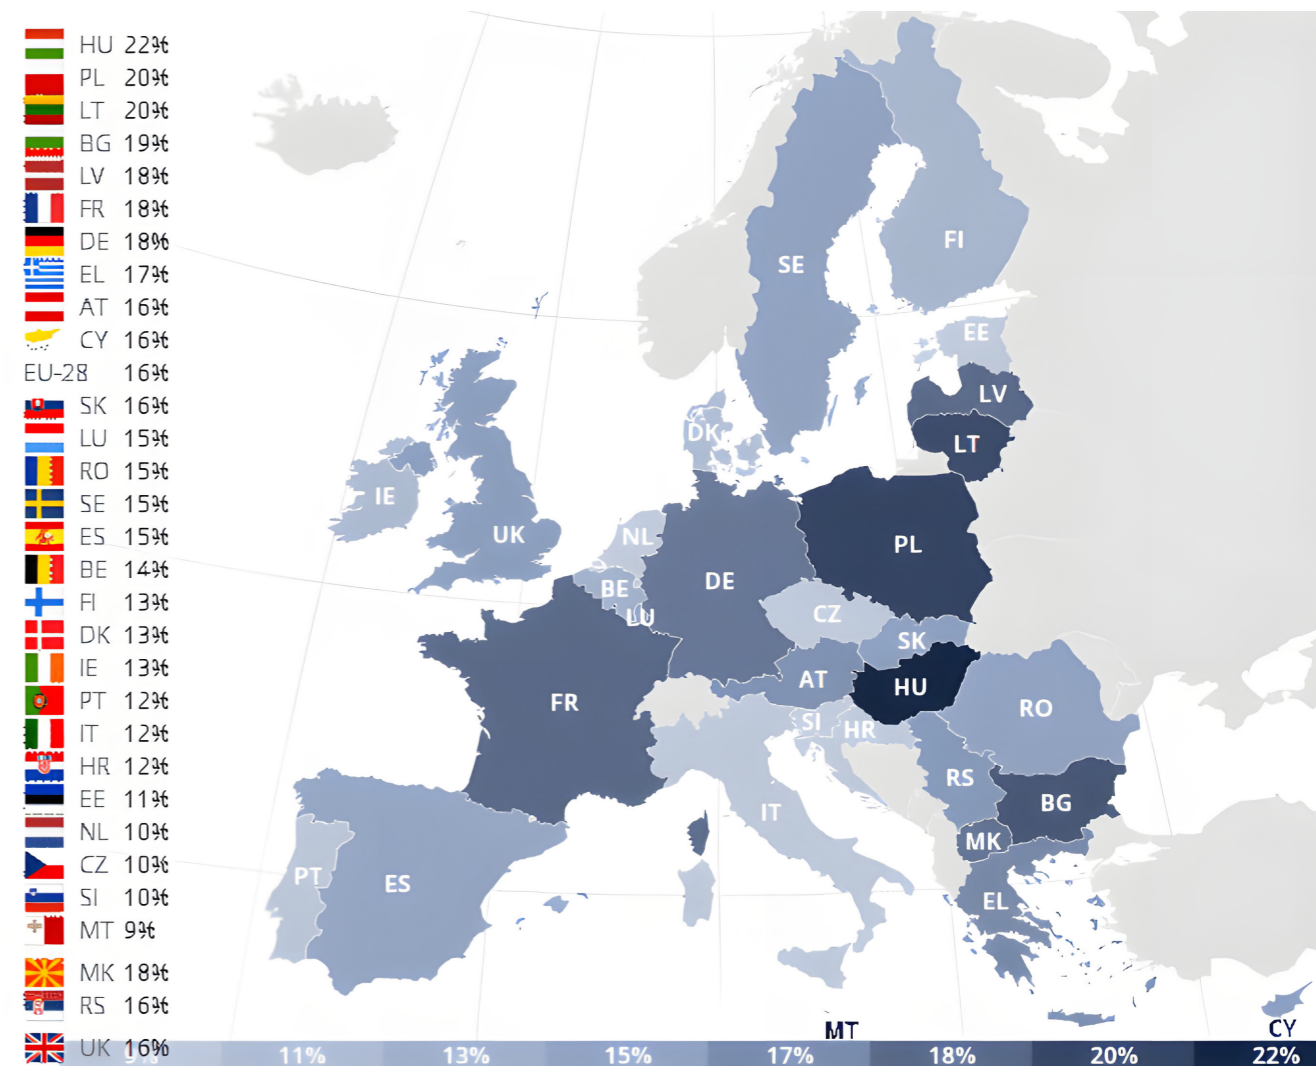 HU 22%
PL 20%
LT 20%
BG 19%
LV 18%
FR 18%
DE 18%
EL 17%
AT 16%
CY 16%
EU-28 16%
SK 16%
LU 15%
RO 15%
SE 15%
ES 15%
BE 14%
FI 13%
DK 13%
IE 13%
PT 12%
IT 12%
HR 12%
EE 11%
NL 10%
CZ 10%
SI 10%
MT 9%
MK 18%
RS 16%
UK 16%
FI
SE
EE
LV
DK
LT
IE
UK
NL
PL
DE
BE
CZ
LU
SK
AT
HU
FR
RO
SI
HR
RS
BG
IT
MK
PT
ES
EL
MT
CY
9% 11% 13% 15% 17% 18% 20% 22%